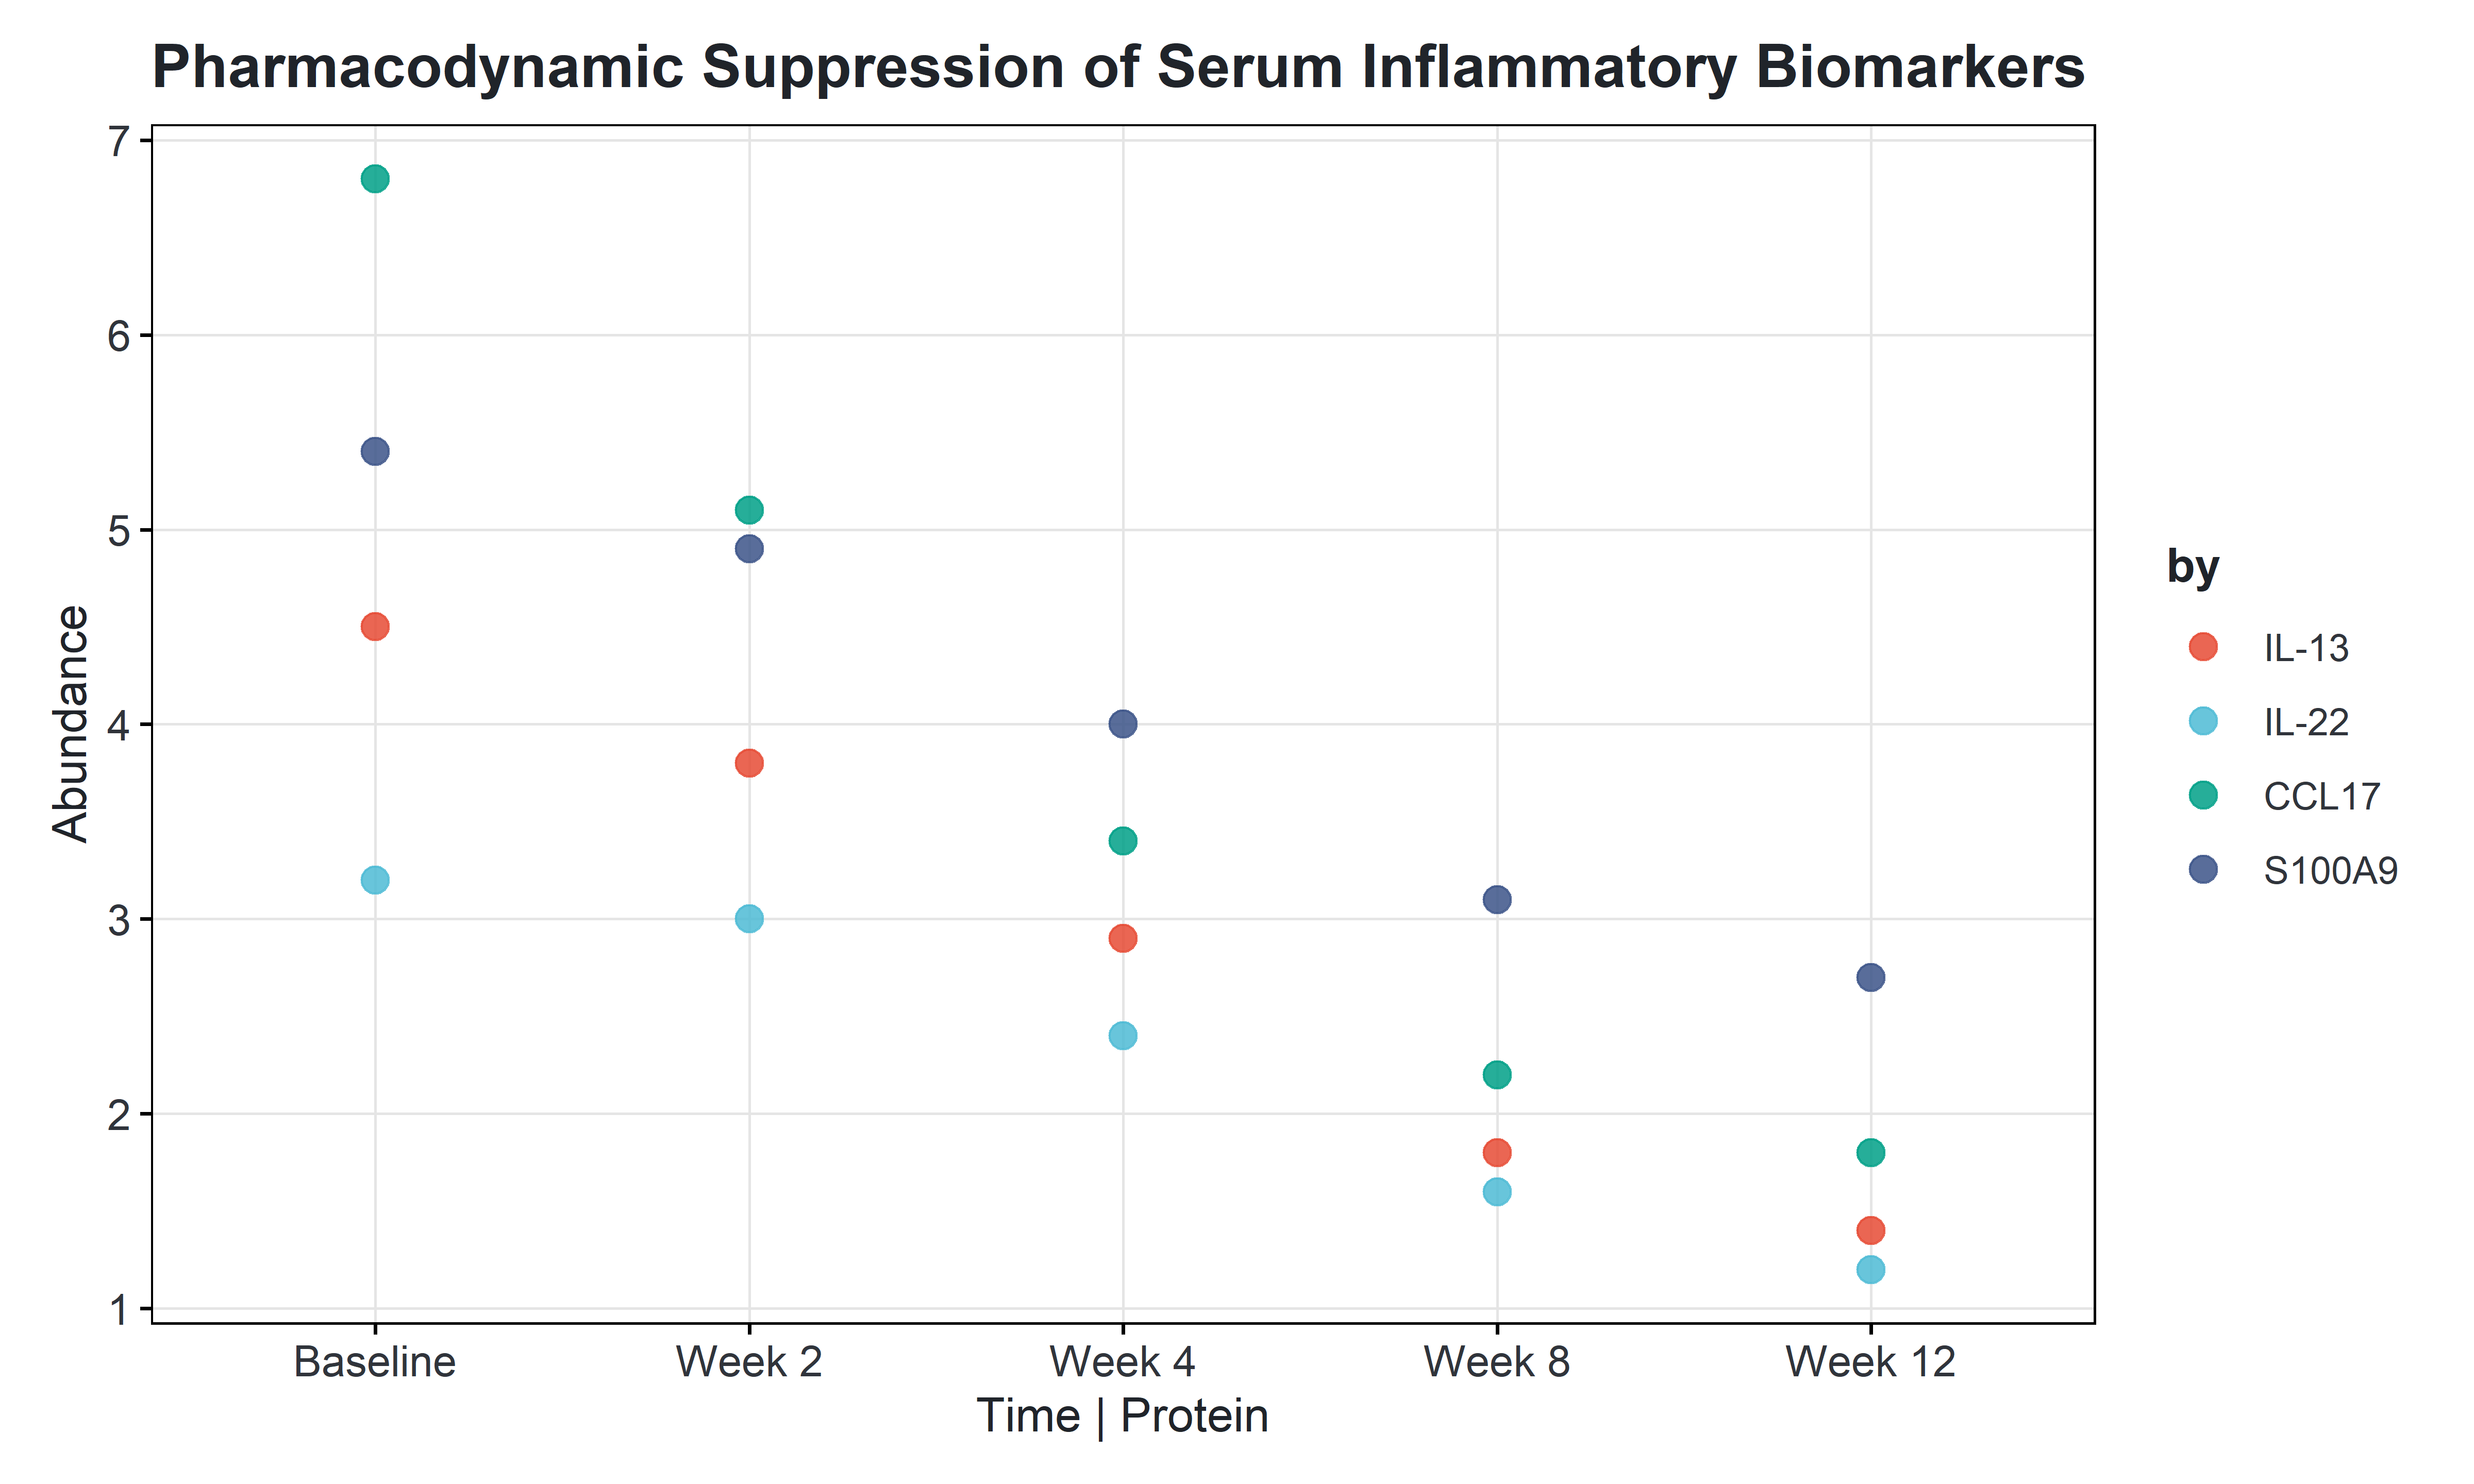 Pharmacodynamic Suppression of Serum Inflammatory Biomarkers
7
6
5
4
3
2
1
Abundance
Baseline
Week 2
Week 4
Week 8
Week 12
Time | Protein
by
IL-13
IL-22
CCL17
S100A9